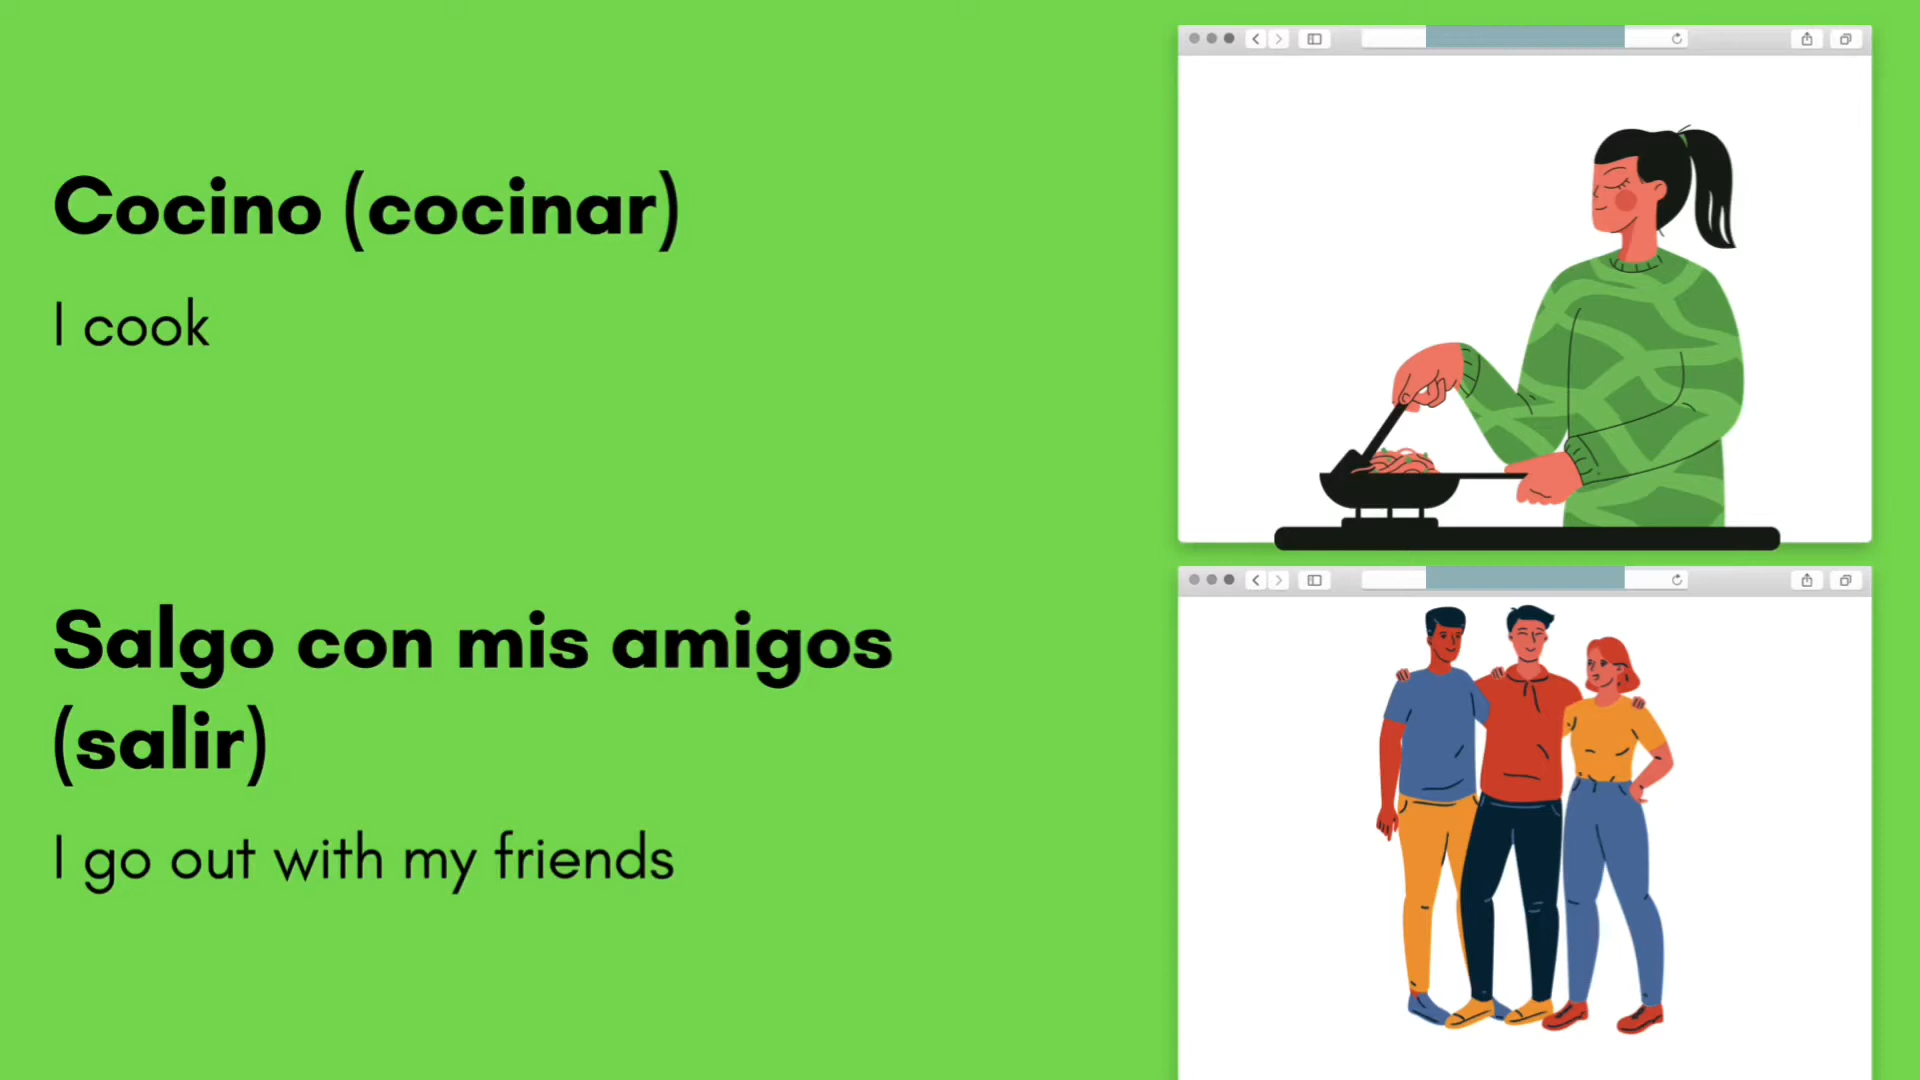 Cocino (cocinar)
I cook
Salgo con mis amigos
(salir)
I go out with my friends